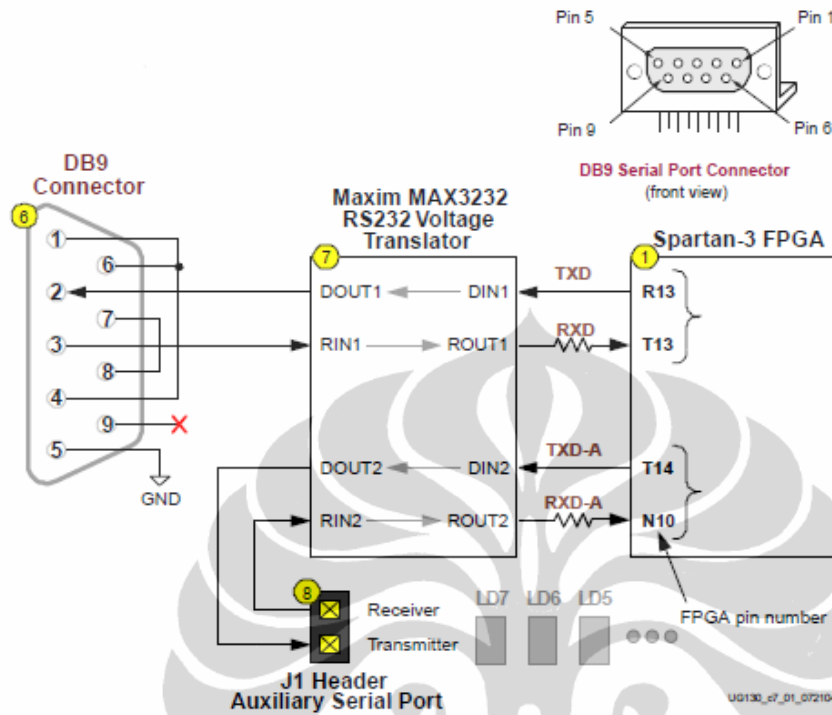 Pin 5
Pin 1
Pin 9
Pin 6
DB9 Serial Port Connector
(front view)
DB9
Connector
6
1
6
2
7
3
8
4
9
5
GND
Maxim MAX3232
RS232 Voltage
Translator
7
DOUT1
DIN1
RIN1
ROUT1
DOUT2
DIN2
RIN2
ROUT2
TXD
RXD
TXD-A
RXD-A
Spartan-3 FPGA
1
R13
T13
T14
N10
FPGA pin number
8
Receiver
Transmitter
J1 Header
Auxiliary Serial Port
LD7 LD6 LD5
UG130_c7_01_072104